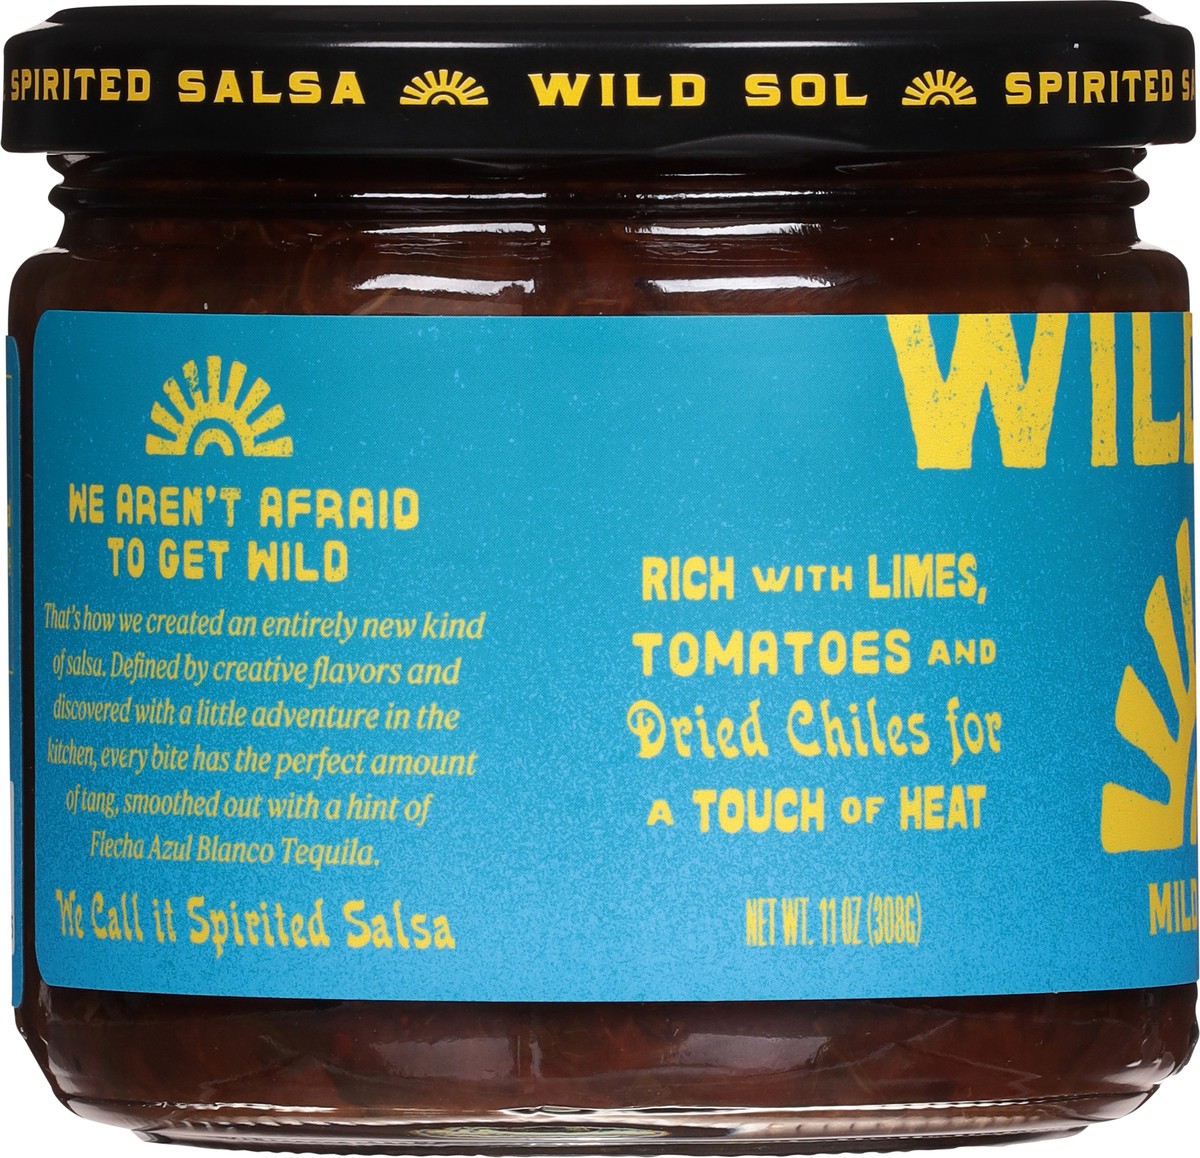 SPIRITED SALSA WILD SOL SPIRITED
WE AREN'T AFRAID
TO GET WILD
That's how we created an entirely new kind
of salsa. Defined by creative flavors and
discovered with a little adventure in the
kitchen, every bite has the perfect amount
of tang, smoothed out with a hint of
Flecha Azul Blanco Tequila.
We Call it Spirited Salsa
RICH WITH LIMES,
TOMATOES AND
Dried Chiles for
A TOUCH OF HEAT
NET WT. 11 OZ (308G)
WIL
MILD